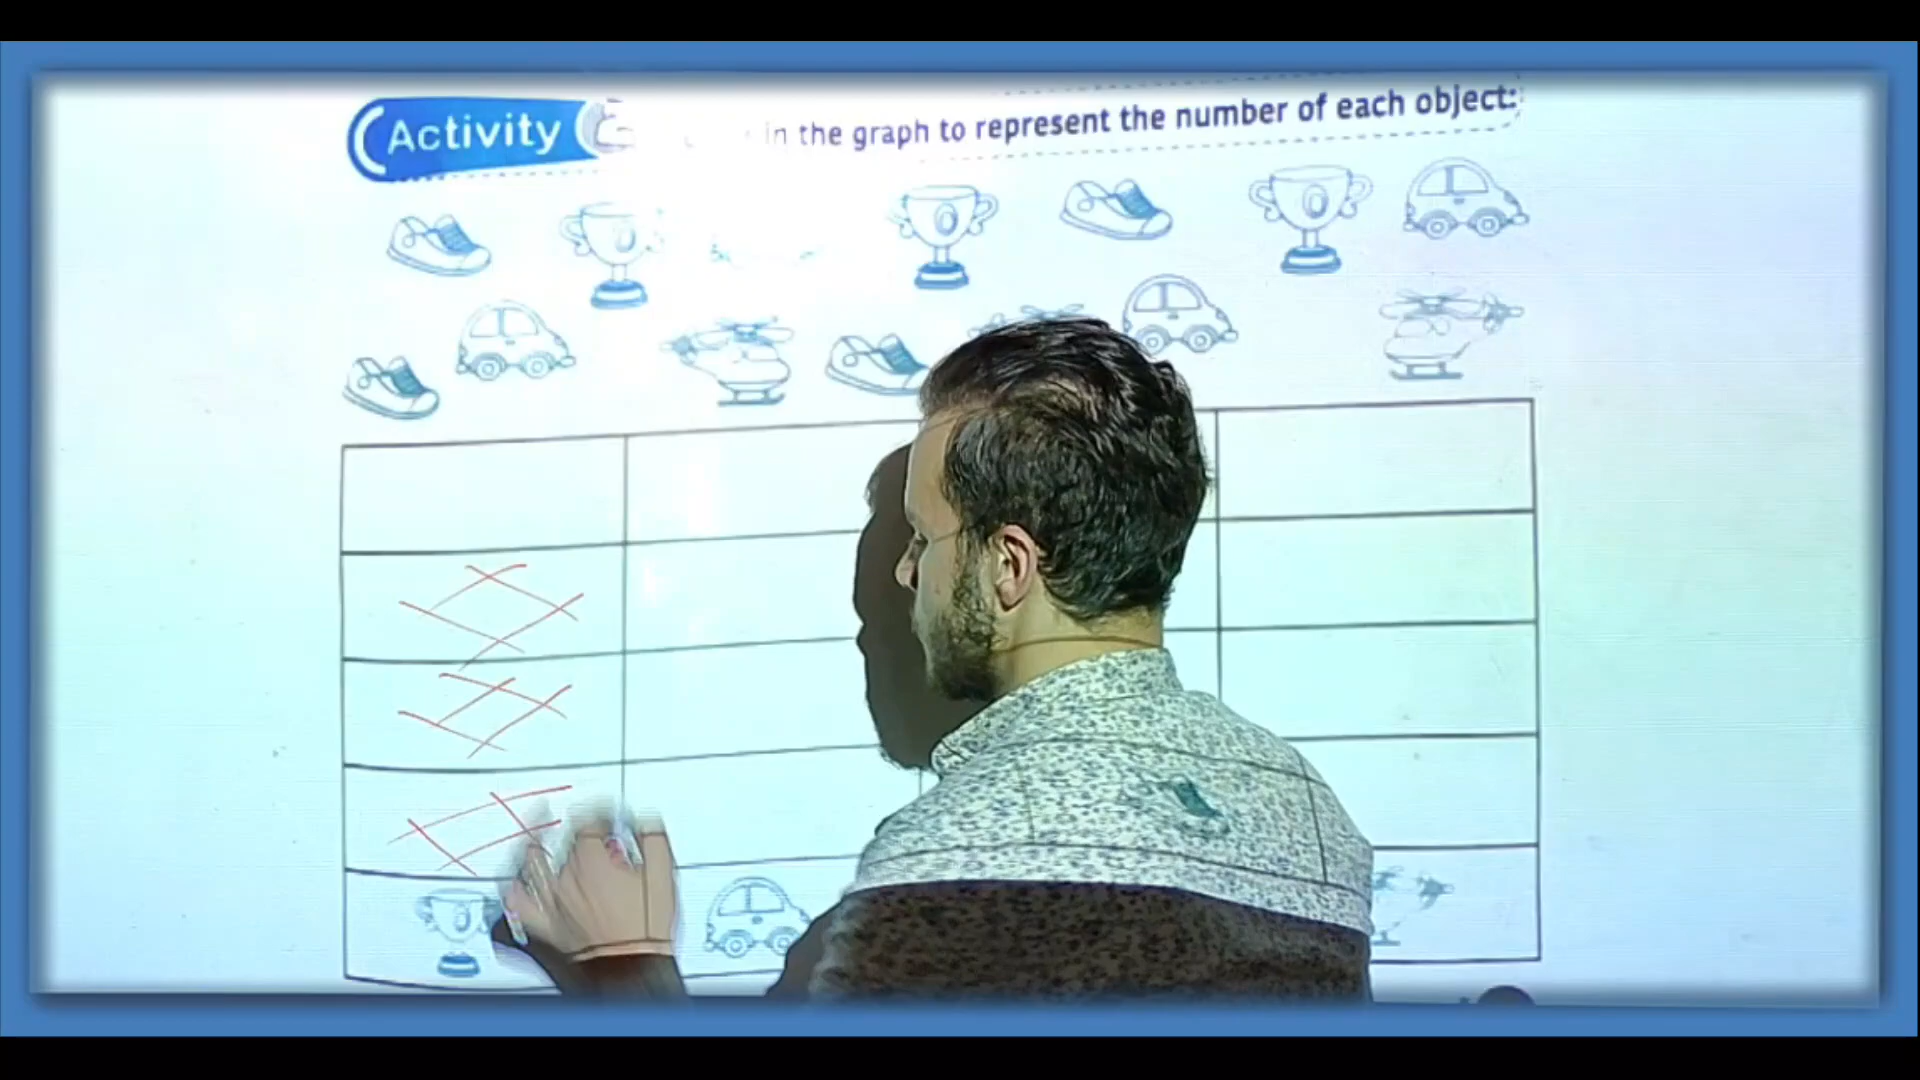 Activity in the graph to represent the number of each object: